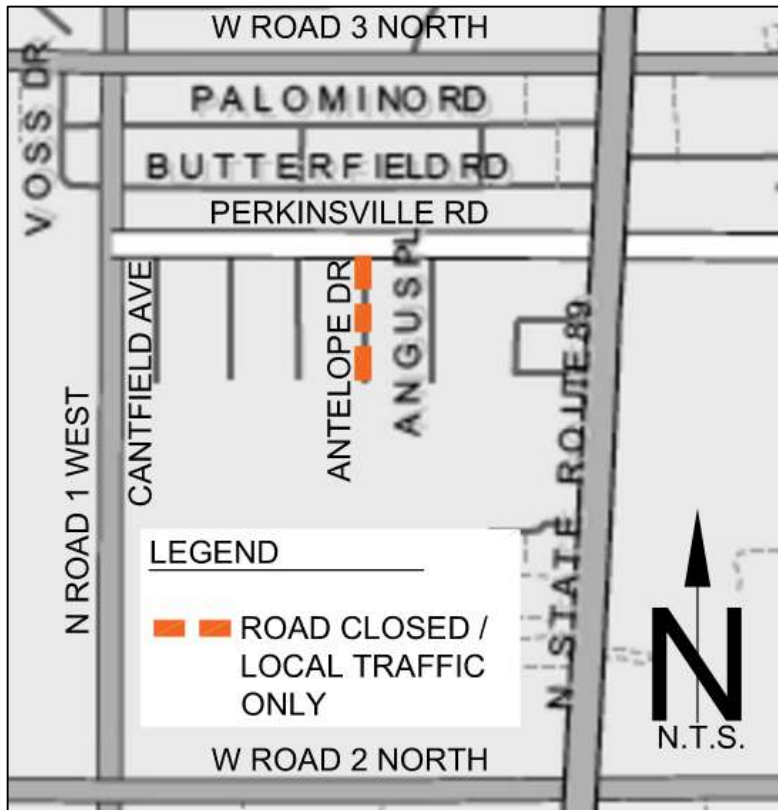 W ROAD 3 NORTH
VOSS DR
PALOMINO RD
BUTTERFIELD RD
PERKINSVILLE RD
CANTFIELD AVE
ANTELOPE DR
ANGUS PL
N ROAD 1 WEST
N STATE ROUTE 89
LEGEND
ROAD CLOSED /
LOCAL TRAFFIC
ONLY
N
N.T.S.
W ROAD 2 NORTH